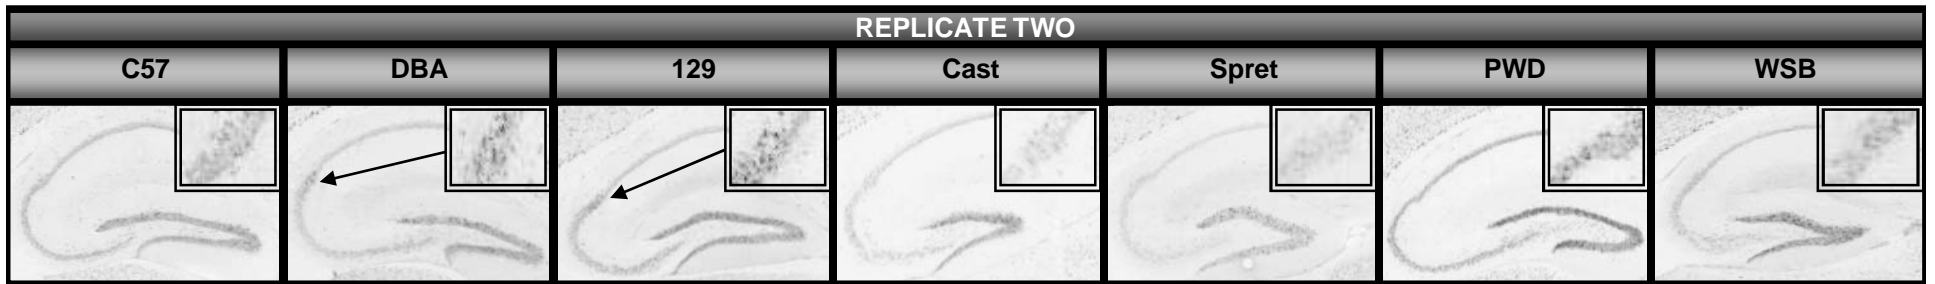 REPLICATE TWO
C57 DBA 129 Cast Spret PWD WSB